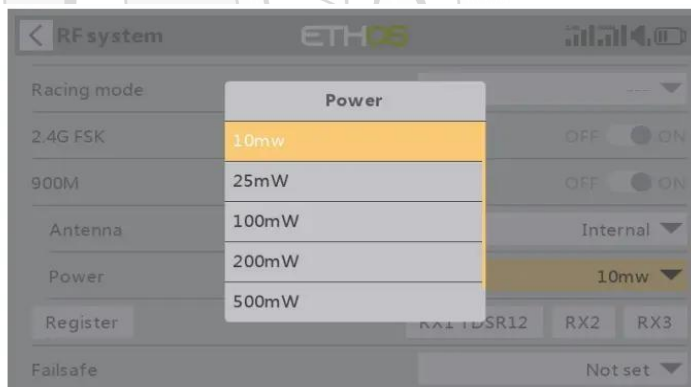 RF system
ETHOS
Racing mode
---
Power
2.4G FSK
10mw
OFF
ON
900M
25mW
OFF
ON
100mW
Antenna
Internal
200mW
Power
10mw
500mW
Register
RX1 TDSR12
RX2
RX3
Failsafe
Not set